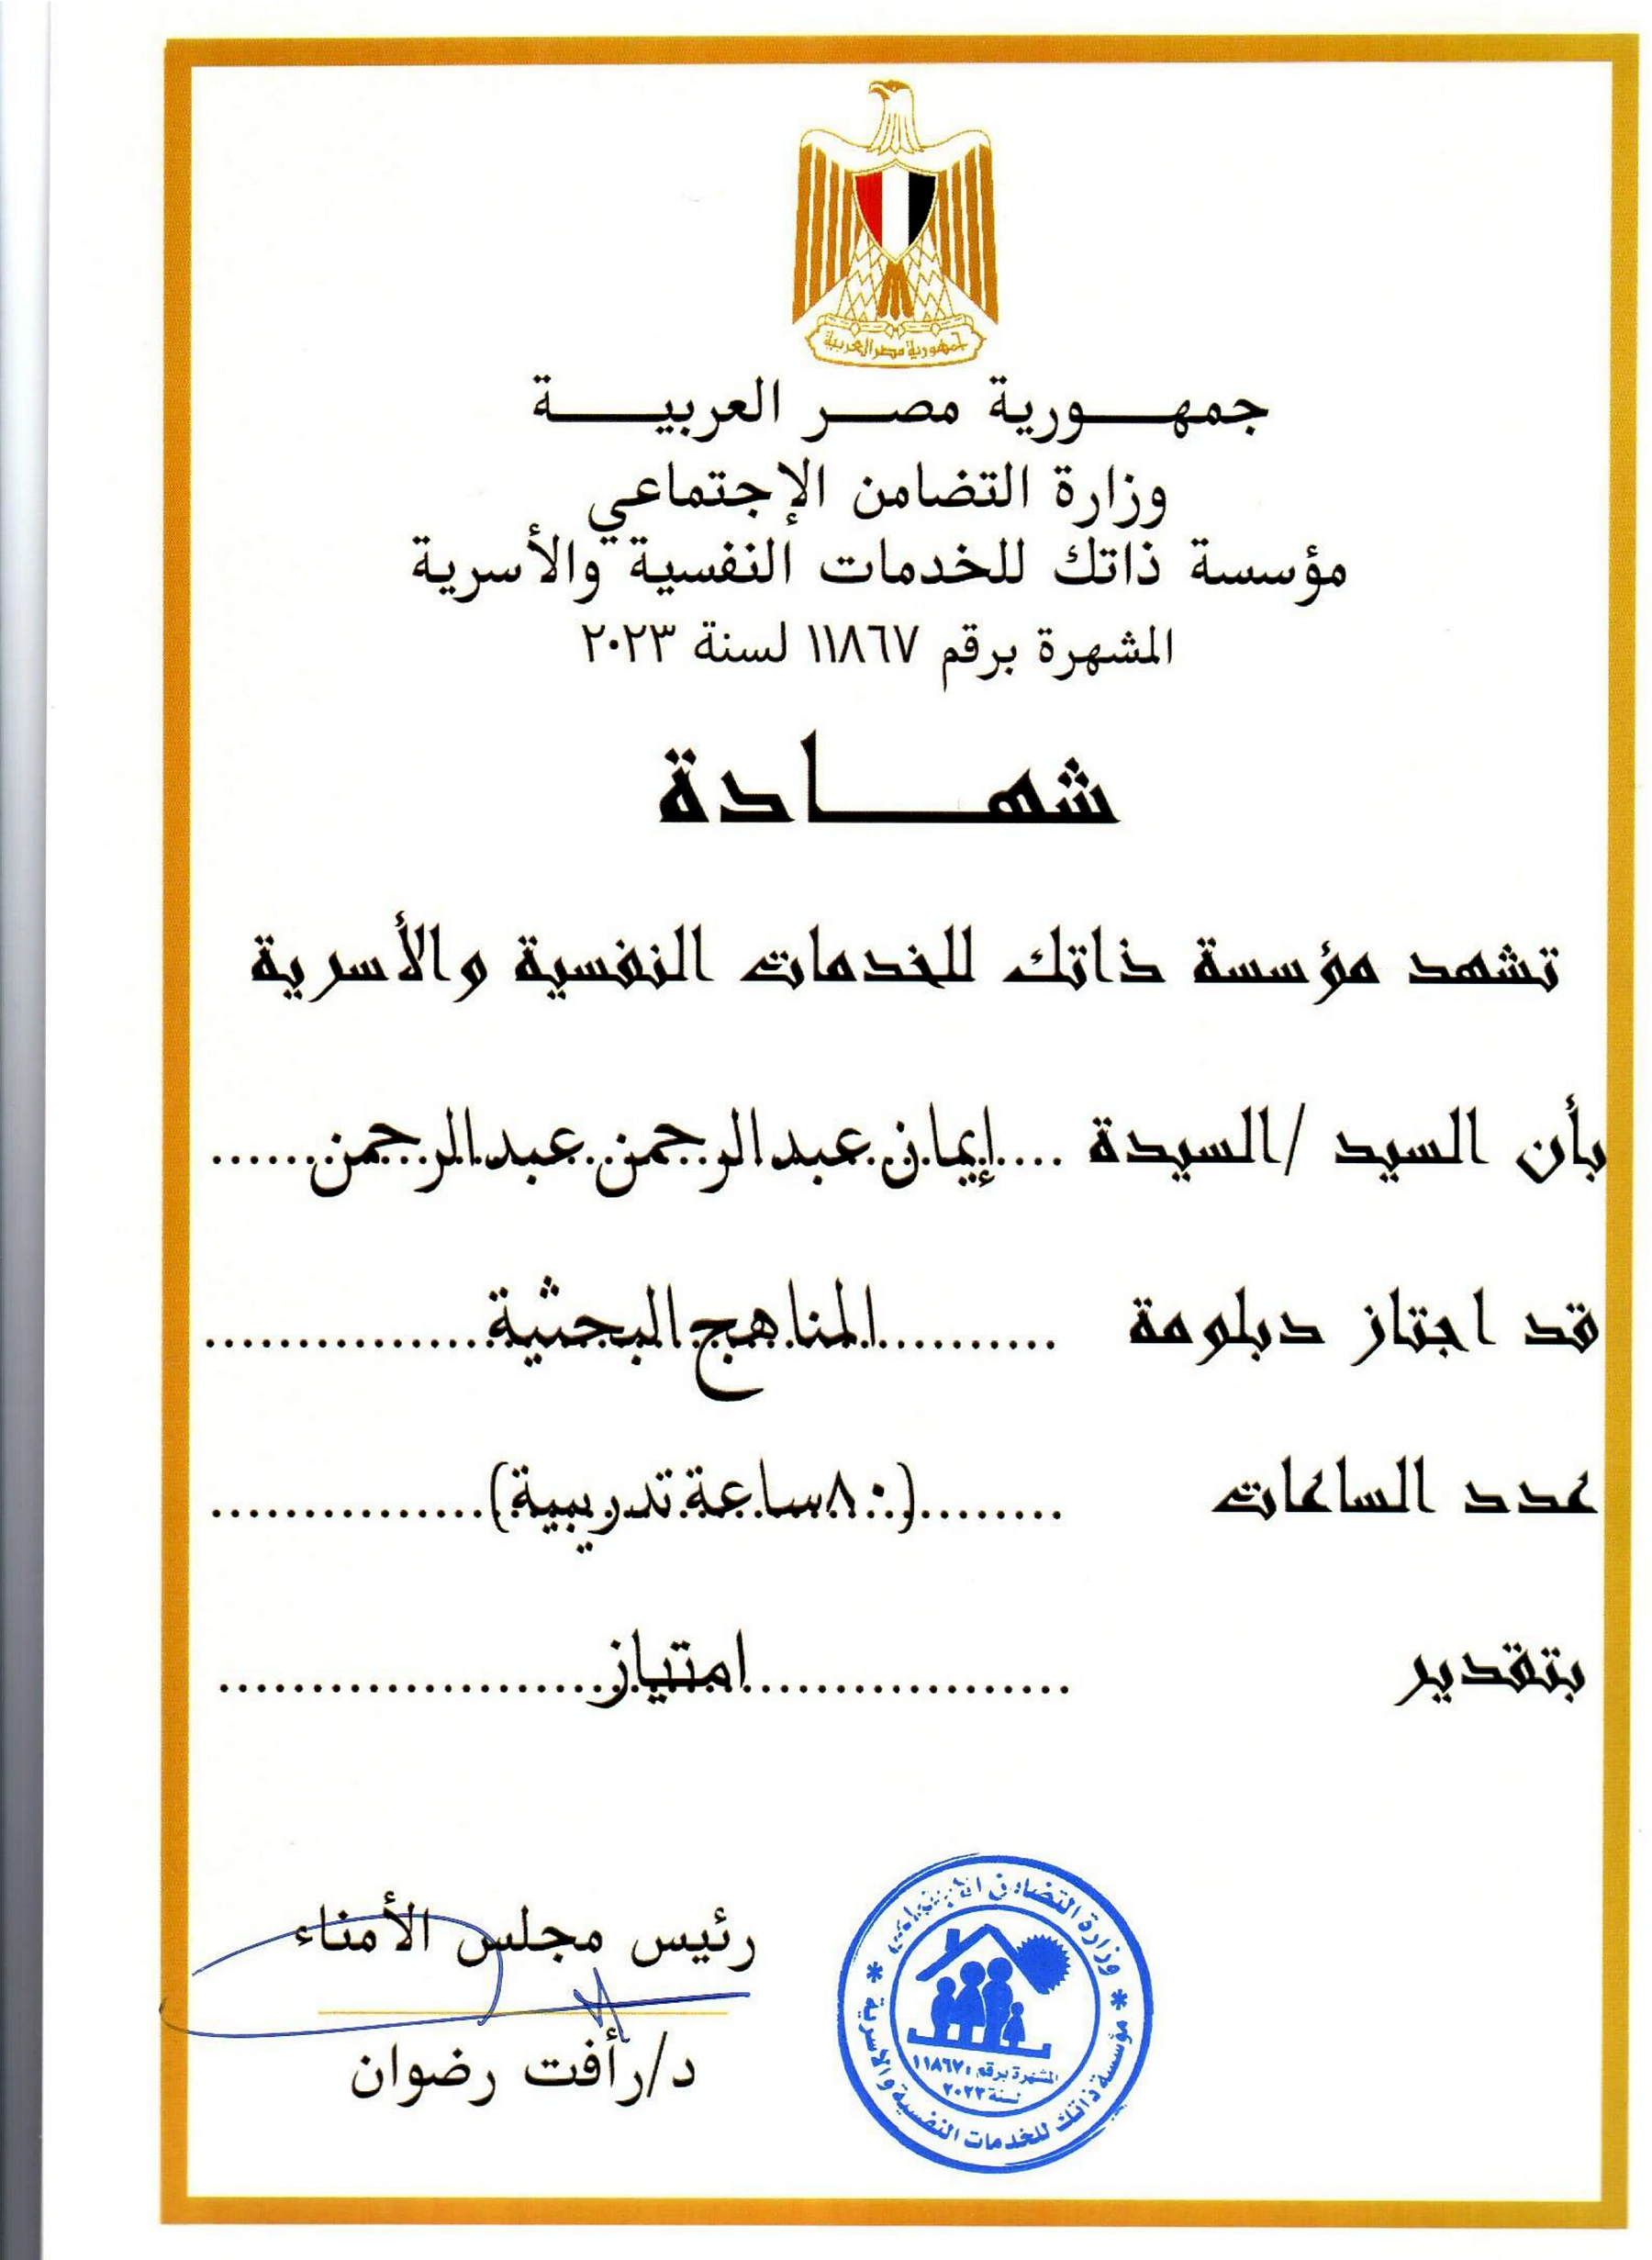 جمهورية مصر العربية
جمهورية مصر العربية
وزارة التضامن الإجتماعي
مؤسسة ذاتك للخدمات النفسية والأسرية
المشهرة برقم ١١٨٦٧ لسنة ٢٠٢٣
شهادة
تشهد مؤسسة ذاتك للخدمات النفسية والأسرية
بأن السيد /السيدة ....إيمان عبدالرحمن عبدالرحمن......
قد اجتاز دبلومة ..........المناهج البحثية...............
عدد الساعات ........(٨٠ساعة تدريبية)...............
بتقدير ...................امتياز......................
رئيس مجلس الأمناء
د/رأفت رضوان
* وزارة التضامن الاجتماعي *
مؤسسة ذاتك للخدمات النفسية والأسرية
المشهرة برقم ١١٨٦٧
لسنة ٢٠٢٣